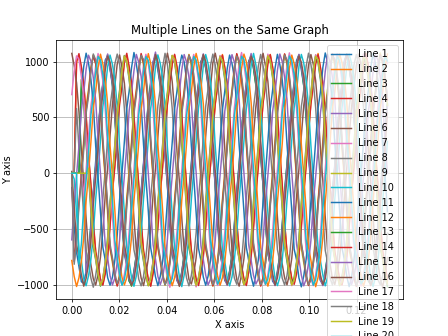 Multiple Lines on the Same Graph
Y axis
1000
500
0
−500
−1000
0.00
0.02
0.04
0.06
0.08
0.10
X axis
Line 1
Line 2
Line 3
Line 4
Line 5
Line 6
Line 7
Line 8
Line 9
Line 10
Line 11
Line 12
Line 13
Line 14
Line 15
Line 16
Line 17
Line 18
Line 19
Line 20